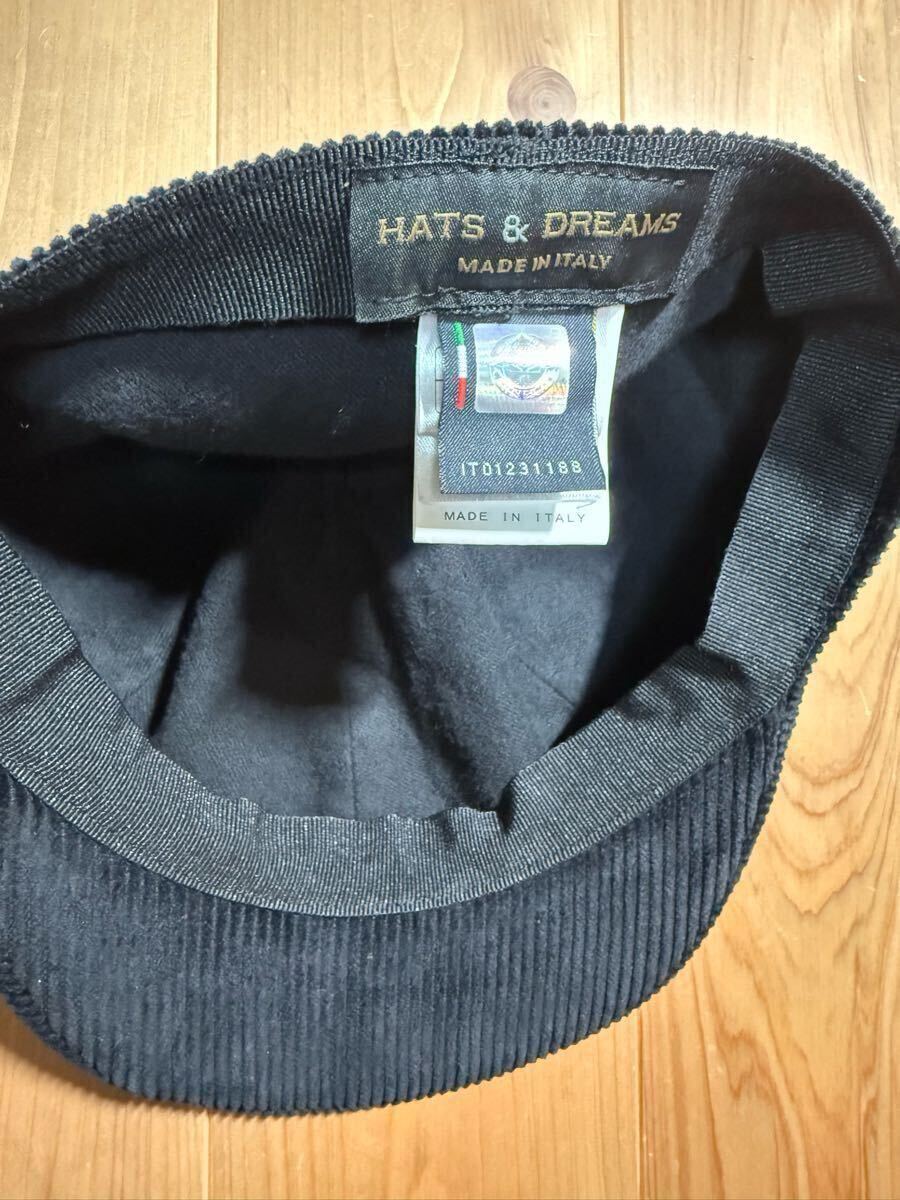 HATS & DREAMS
MADE IN ITALY
IT01231188
MADE IN ITALY